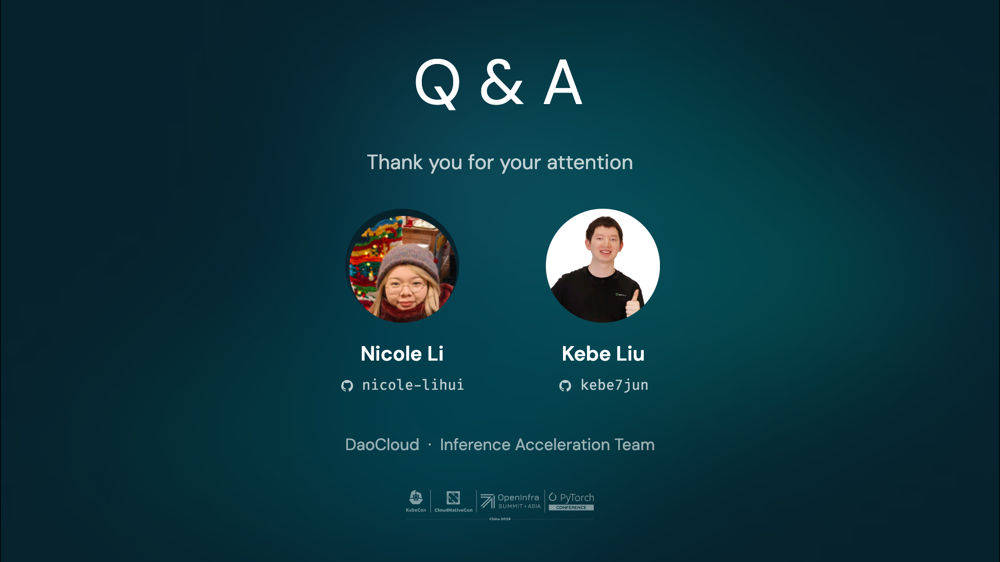 Q & A
Thank you for your attention
Nicole Li
nicole-lihui
Kebe Liu
kebe7jun
DaoCloud · Inference Acceleration Team
KubeCon
CloudNativeCon
OpenInfra
SUMMIT > ASIA
PyTorch
CONFERENCE
China 2026